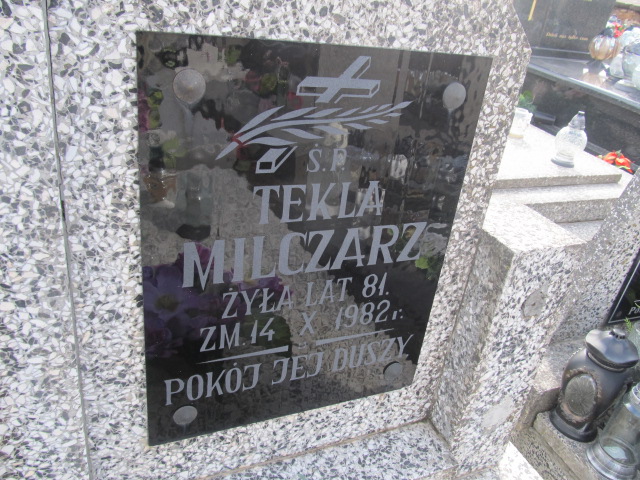 Ś.P.
TEKLA
MILCZARZ
ŻYŁA LAT 81.
ZM. 14 X 1982 r.
POKÓJ JEJ DUSZY